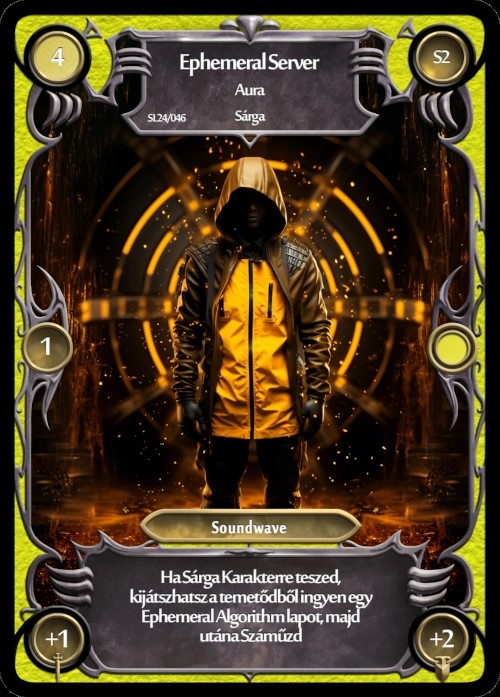 4
Ephemeral Server
S2
Aura
SL24/046
Sárga
1
Soundwave
Ha Sárga Karakterre teszed,
kijátszhatsz a temetődből ingyen egy
Ephemeral Algorithm lapot, majd
utána Száműzd
+1
+2